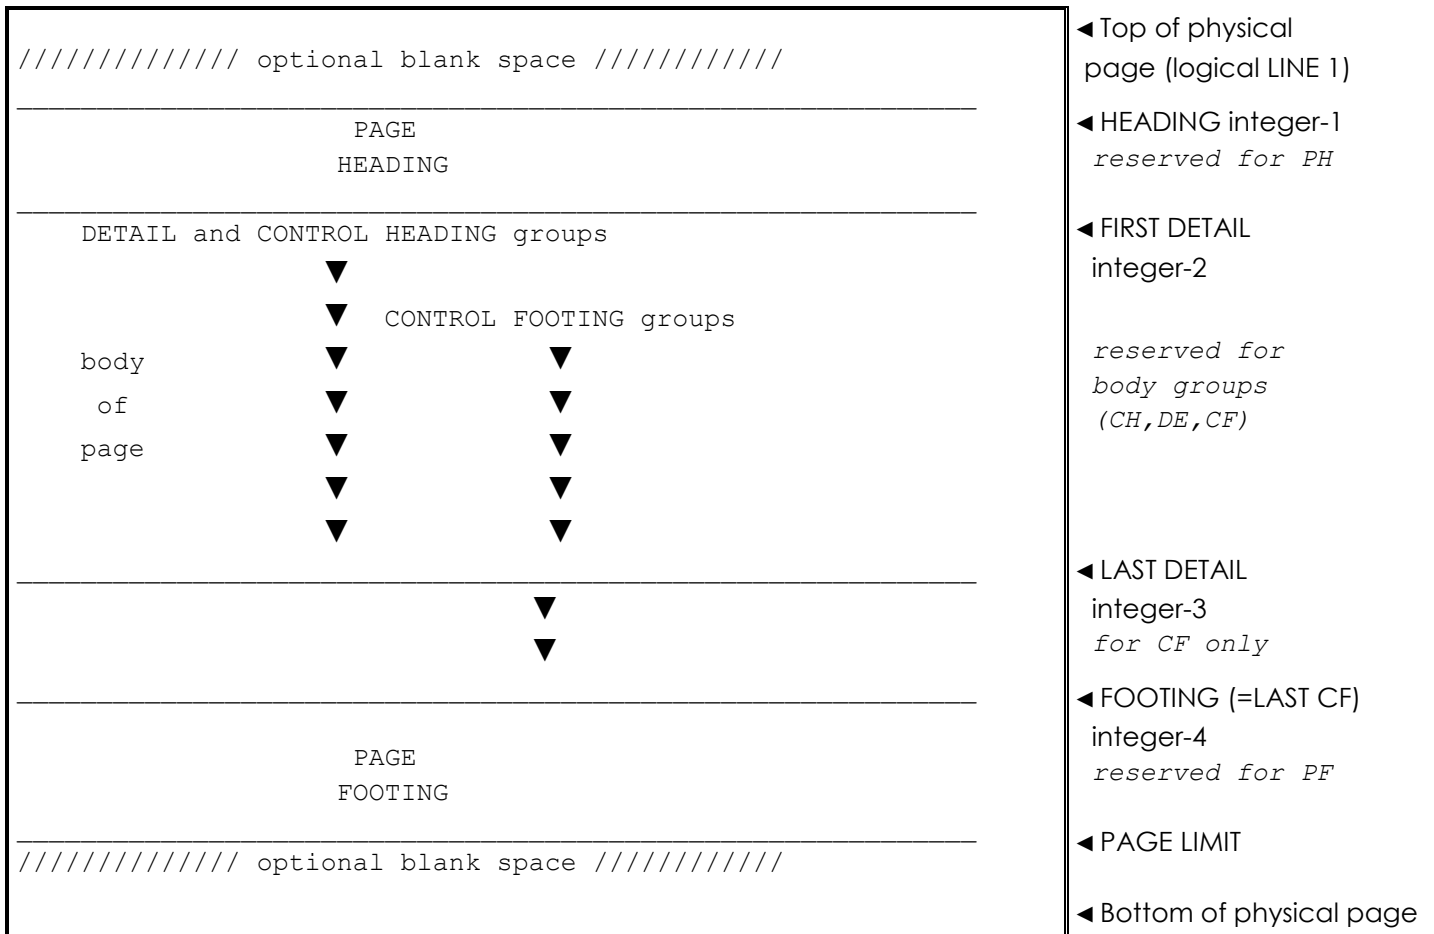 ◄ Top of physical
////////////// optional blank space ////////////
page (logical LINE 1)
PAGE
◄ HEADING integer-1
HEADING
reserved for PH
DETAIL and CONTROL HEADING groups
◄ FIRST DETAIL
integer-2
▼
▼ CONTROL FOOTING groups
body ▼ ▼
reserved for
of ▼ ▼
body groups
page ▼ ▼
(CH,DE,CF)
▼ ▼
▼ ▼
◄ LAST DETAIL
▼
integer-3
▼
for CF only
◄ FOOTING (=LAST CF)
integer-4
PAGE
reserved for PF
FOOTING
◄ PAGE LIMIT
////////////// optional blank space ////////////
◄ Bottom of physical page